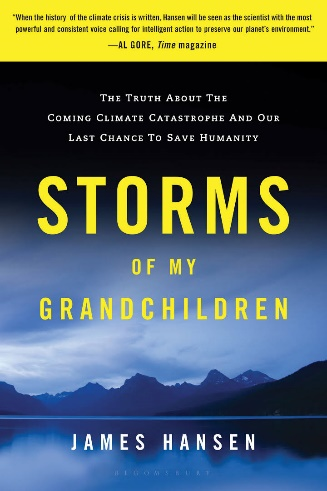 "When the history of the climate crisis is written, Hansen will be seen as the scientist with the most
powerful and consistent voice calling for intelligent action to preserve our planet's environment."
—AL GORE, Time magazine
THE TRUTH ABOUT THE
COMING CLIMATE CATASTROPHE AND OUR
LAST CHANCE TO SAVE HUMANITY
STORMS
OF MY
GRANDCHILDREN
JAMES HANSEN
BLOOMSBURY